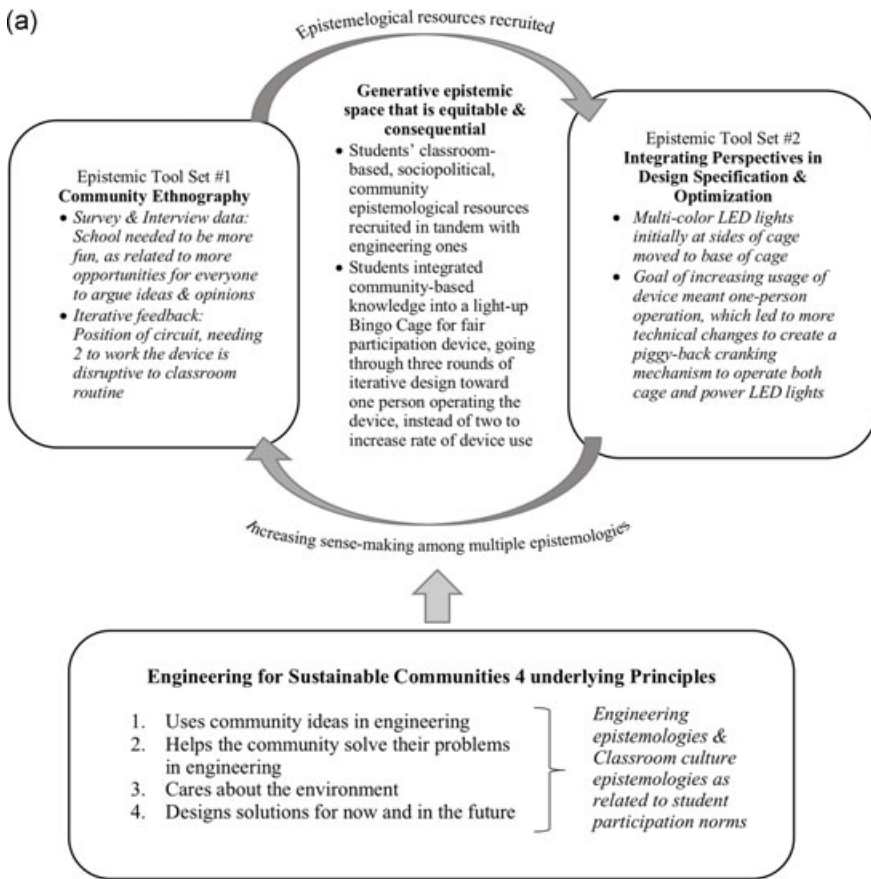 (a)
Epistemelogical resources recruited
Epistemic Tool Set #1
Community Ethnography
• Survey & Interview data:
School needed to be more
fun, as related to more
opportunities for everyone
to argue ideas & opinions
• Iterative feedback:
Position of circuit, needing
2 to work the device is
disruptive to classroom
routine
Generative epistemic
space that is equitable &
consequential
• Students’ classroom-
based, sociopolitical,
community
epistemological resources
recruited in tandem with
engineering ones
• Students integrated
community-based
knowledge into a light-up
Bingo Cage for fair
participation device, going
through three rounds of
iterative design toward
one person operating the
device, instead of two to
increase rate of device use
Epistemic Tool Set #2
Integrating Perspectives in
Design Specification &
Optimization
• Multi-color LED lights
initially at sides of cage
moved to base of cage
• Goal of increasing usage of
device meant one-person
operation, which led to more
technical changes to create a
piggy-back cranking
mechanism to operate both
cage and power LED lights
Increasing sense-making among multiple epistemologies
Engineering for Sustainable Communities 4 underlying Principles
1. Uses community ideas in engineering
2. Helps the community solve their problems
in engineering
3. Cares about the environment
4. Designs solutions for now and in the future
Engineering
epistemologies &
Classroom culture
epistemologies as
related to student
participation norms